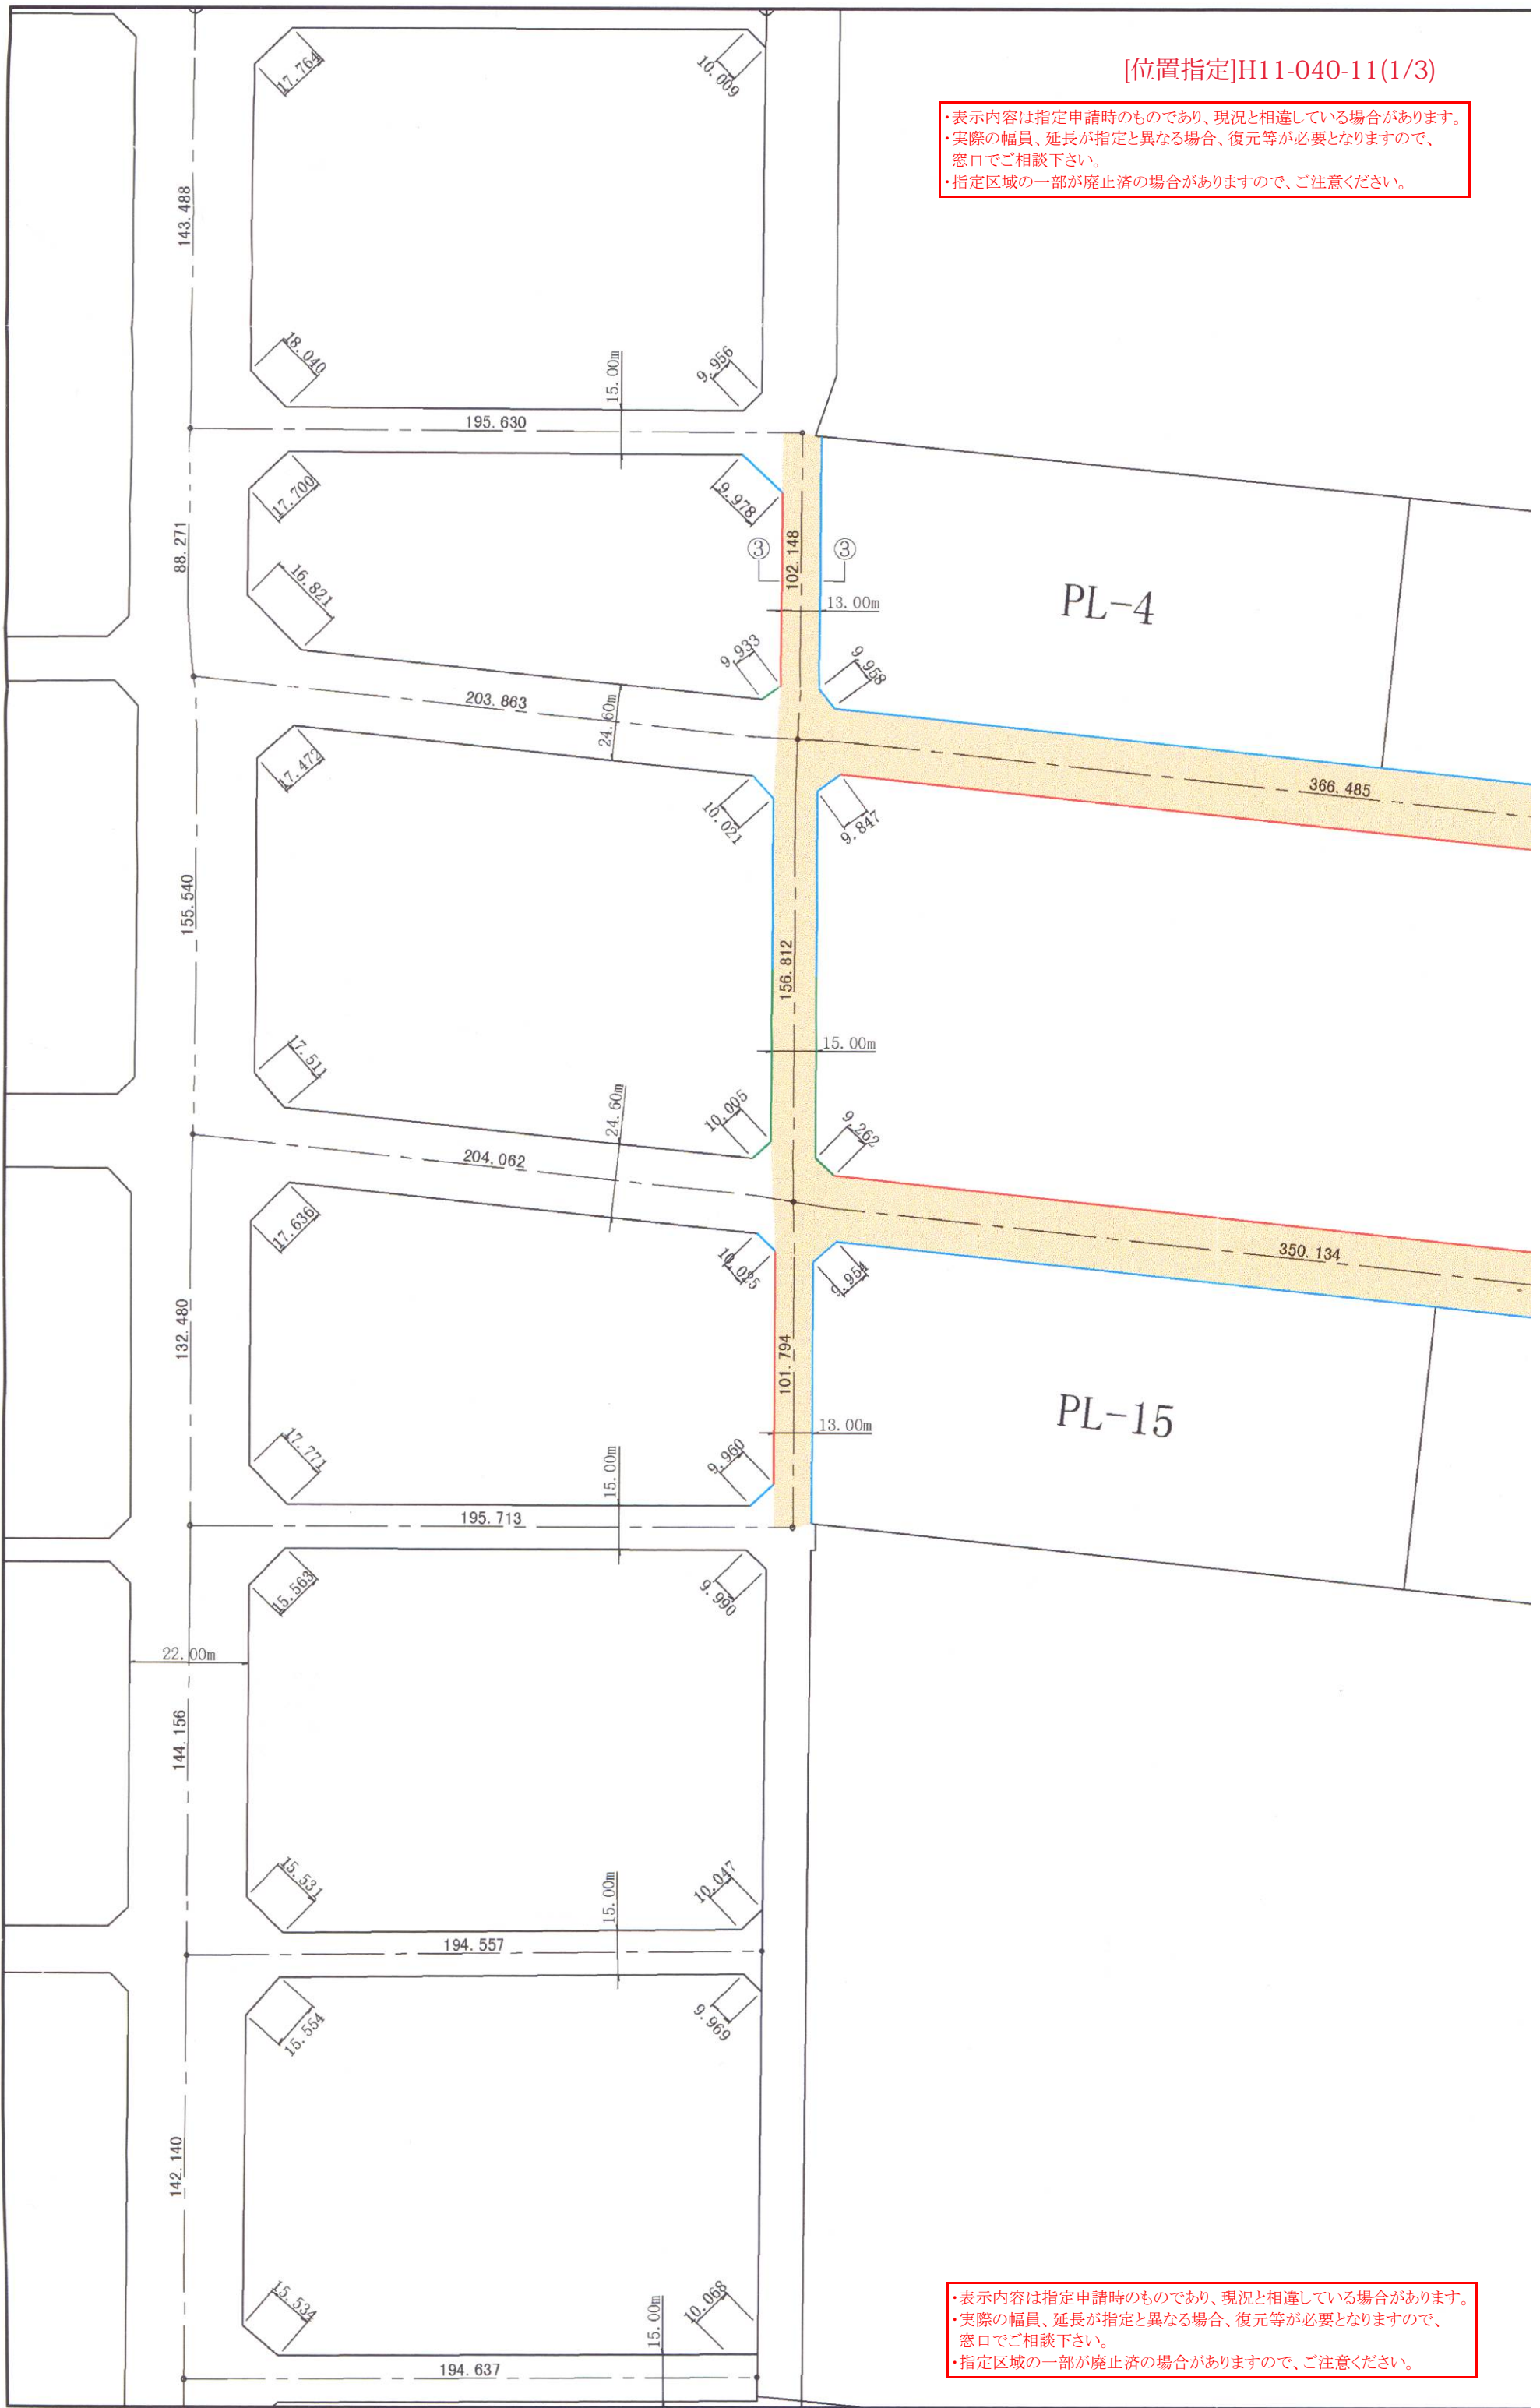 [位置指定]H11-040-11(1/3)
・表示内容は指定申請時のものであり、現況と相違している場合があります。
・実際の幅員、延長が指定と異なる場合、復元等が必要となりますので、
窓口でご相談下さい。
・指定区域の一部が廃止済の場合がありますので、ご注意ください。
17.764
10.009
143.488
18.040
15.00m
9.956
195.630
17.700
9.978
88.271
③
102.148
③
16.821
13.00m
PL-4
9.933
9.958
203.863
24.60m
17.472
10.021
9.847
366.485
155.540
156.812
17.511
15.00m
24.60m
10.005
9.262
204.062
17.636
10.025
9.954
350.134
132.480
101.794
PL-15
17.771
15.00m
9.960
13.00m
195.713
15.563
9.990
22.00m
144.156
15.531
15.00m
10.047
194.557
15.554
9.969
142.140
15.534
15.00m
10.068
194.637
・表示内容は指定申請時のものであり、現況と相違している場合があります。
・実際の幅員、延長が指定と異なる場合、復元等が必要となりますので、
窓口でご相談下さい。
・指定区域の一部が廃止済の場合がありますので、ご注意ください。